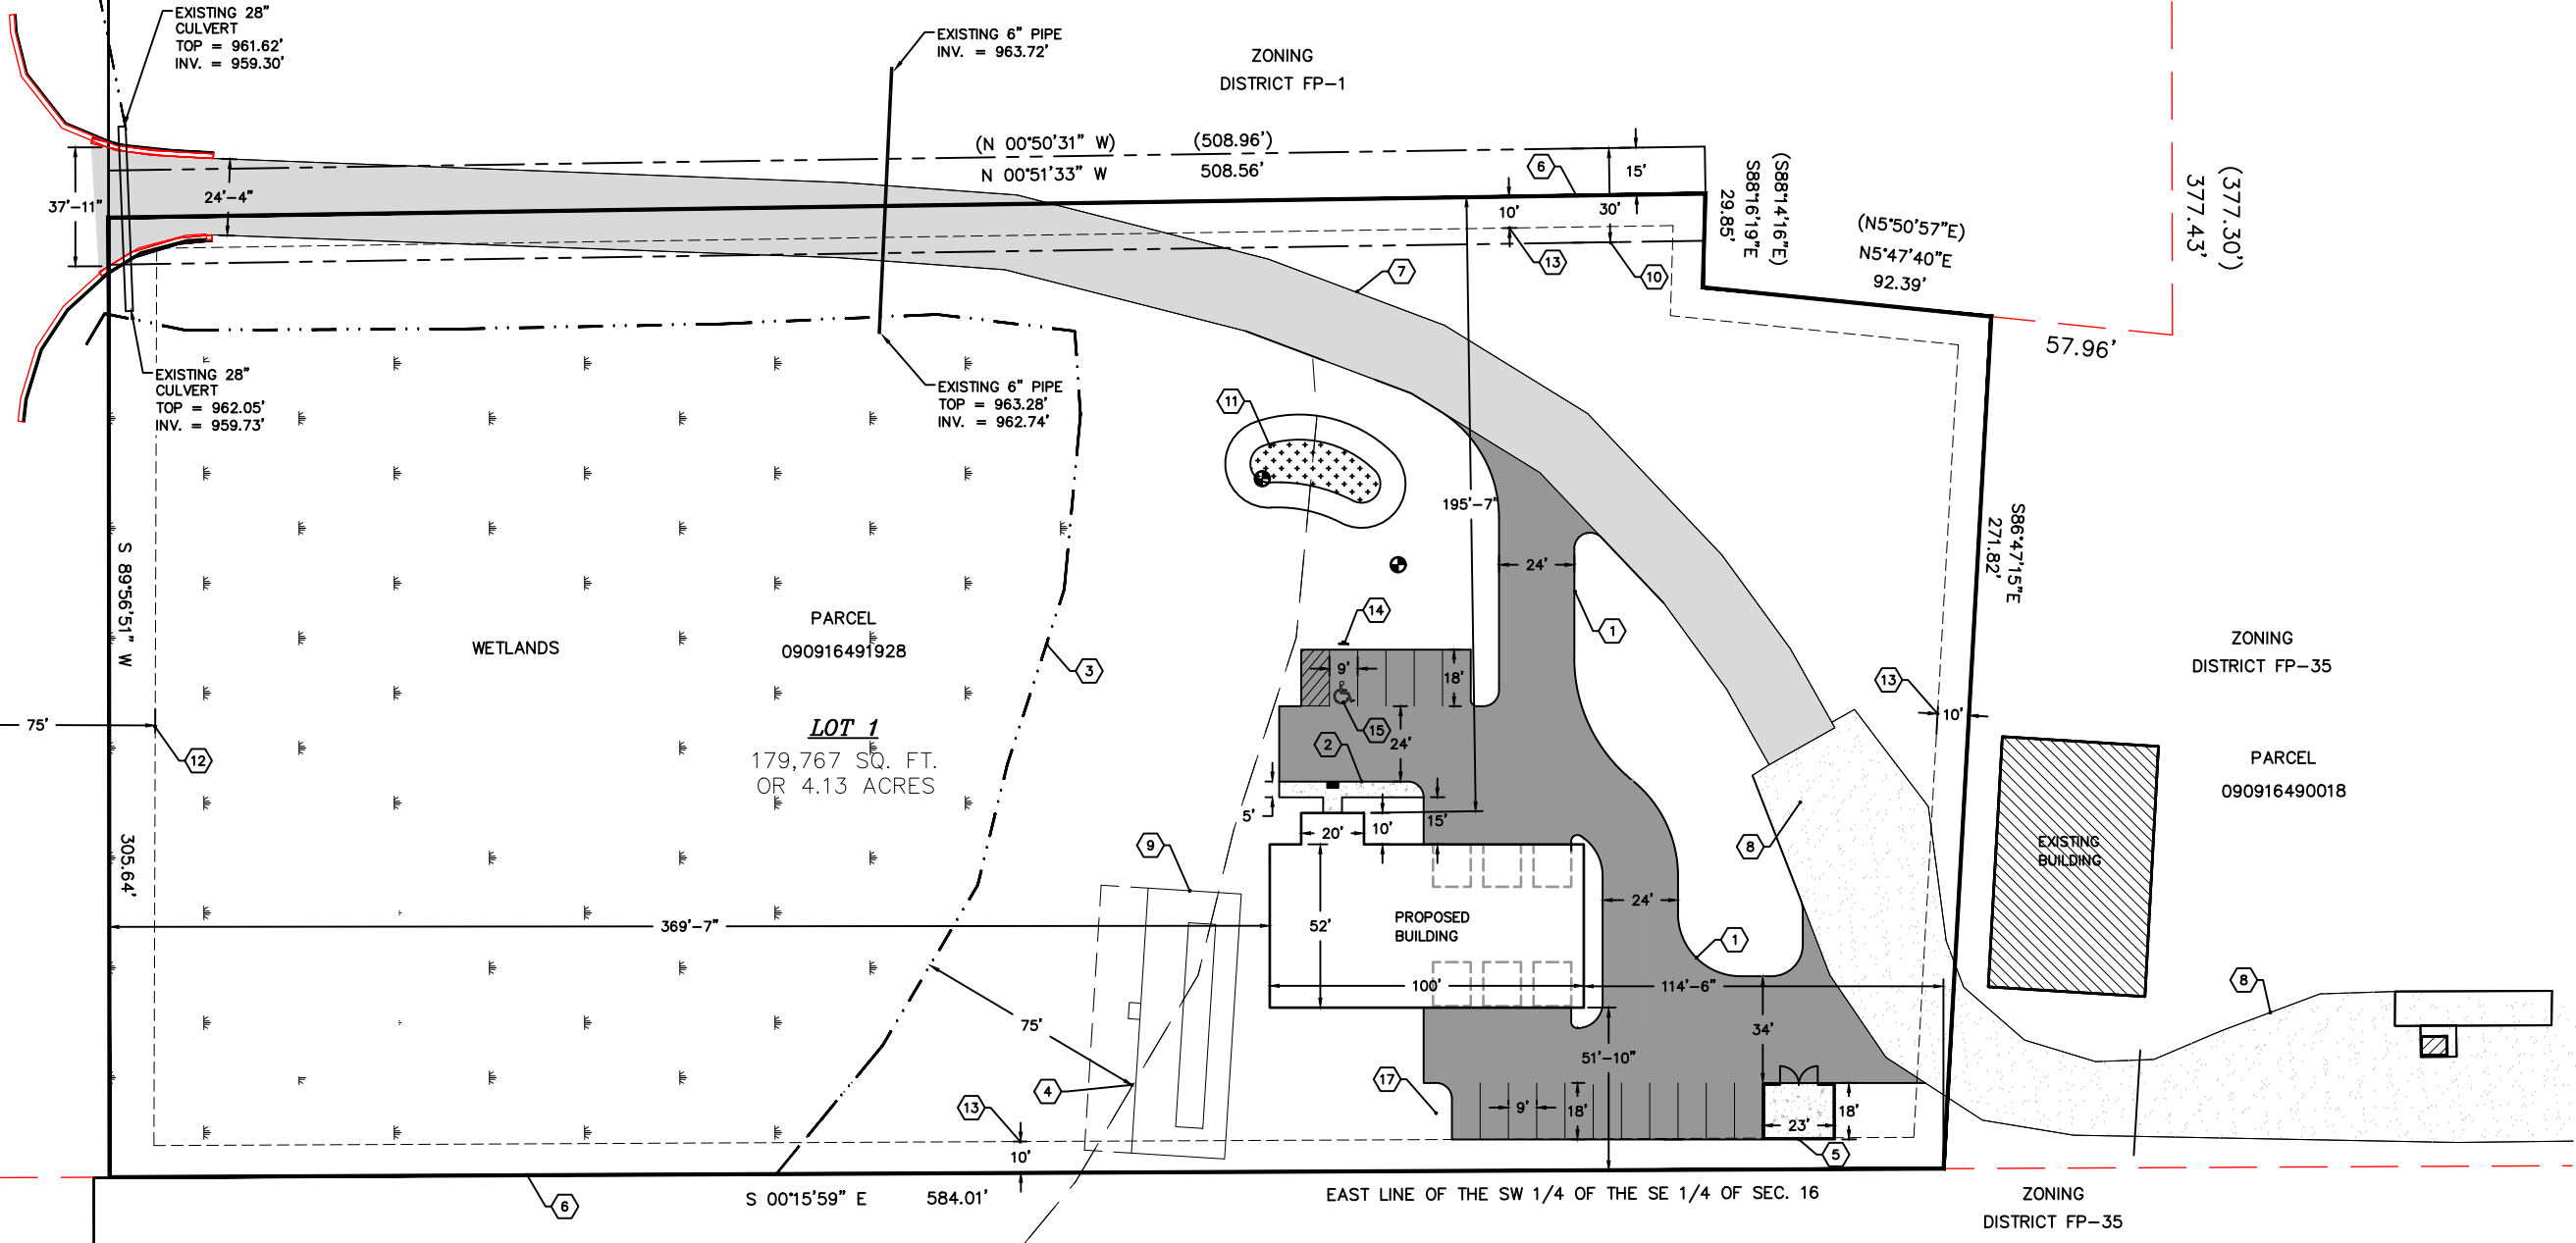 EXISTING 28"
CULVERT
TOP = 961.62'
INV. = 959.30'
EXISTING 6" PIPE
INV. = 963.72'
ZONING
DISTRICT FP-1
(N 00°50'31" W) (508.96')
N 00°51'33" W 508.56'
6
15'
10'
30'
13
10
(S88°14'16"E)
S88°16'19"E
29.85'
(N5°50'57"E)
N5°47'40"E
92.39'
(377.30')
377.43'
57.96'
37'-11"
24'-4"
7
EXISTING 28"
CULVERT
TOP = 962.05'
INV. = 959.73'
EXISTING 6" PIPE
TOP = 963.28'
INV. = 962.74'
11
195'-7"
24'
1
S86°47'15"E
271.82'
S 89°56'51" W
305.64'
WETLANDS
PARCEL
090916491928
3
14
9'
18'
15
2
24'
ZONING
DISTRICT FP-35
13
10'
75'
12
LOT 1
179,767 SQ. FT.
OR 4.13 ACRES
PARCEL
090916490018
5'
20'
10'
15'
8
EXISTING
BUILDING
9
369'-7"
52'
PROPOSED
BUILDING
24'
1
100'
114'-6"
8
75'
34'
51'-10"
4
17
13
9'
18'
23'
18'
10'
5
6
S 00°15'59" E 584.01'
EAST LINE OF THE SW 1/4 OF THE SE 1/4 OF SEC. 16
ZONING
DISTRICT FP-35